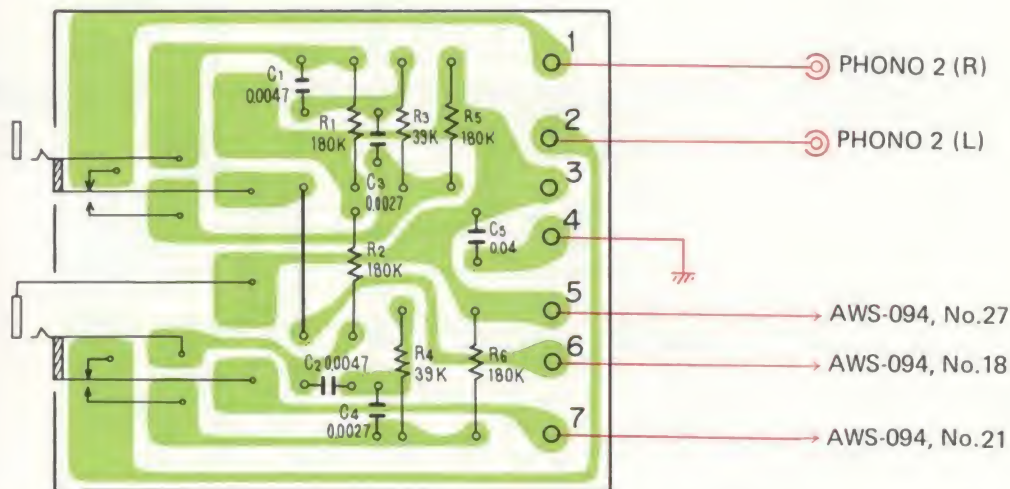 1
PHONO 2 (R)
C1
0.0047
R1
180K
R3
39K
R5
180K
2
PHONO 2 (L)
C3
0.0027
3
4
R2
180K
C5
0.04
5
AWS-094, No.27
6
AWS-094, No.18
C2 0.0047
R4
39K
R6
180K
C4
0.0027
7
AWS-094, No.21